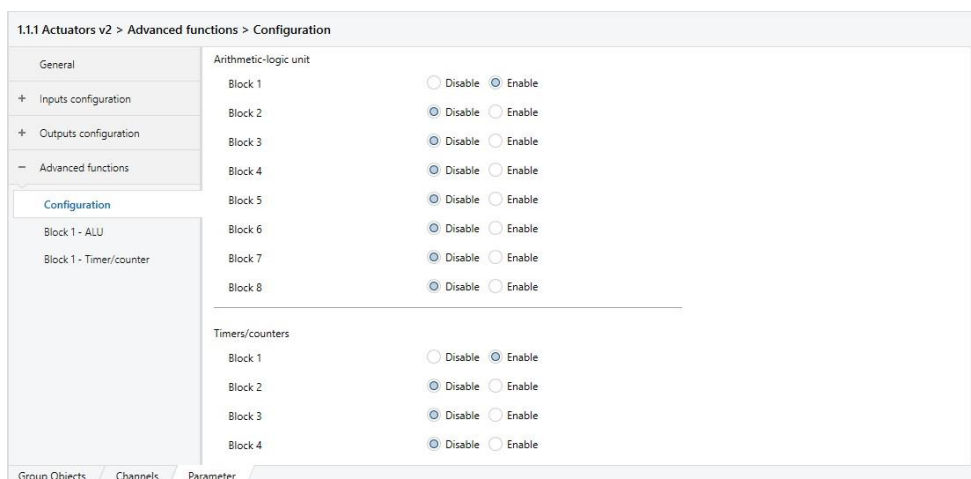 1.1.1 Actuators v2 > Advanced functions > Configuration
General
+ Inputs configuration
+ Outputs configuration
− Advanced functions
Configuration
Block 1 - ALU
Block 1 - Timer/counter
Arithmetic-logic unit
Block 1 Disable Enable
Block 2 Disable Enable
Block 3 Disable Enable
Block 4 Disable Enable
Block 5 Disable Enable
Block 6 Disable Enable
Block 7 Disable Enable
Block 8 Disable Enable
Timers/counters
Block 1 Disable Enable
Block 2 Disable Enable
Block 3 Disable Enable
Block 4 Disable Enable
Group Objects / Channels / Parameter